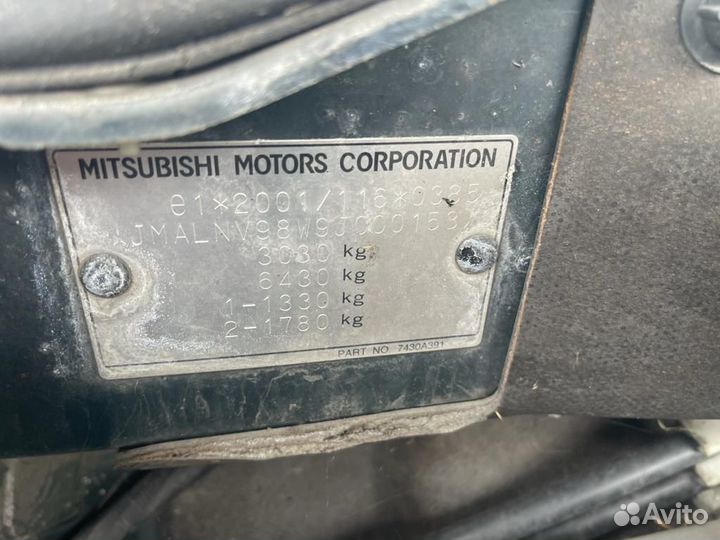 MITSUBISHI MOTORS CORPORATION
e1*2001/116*0385
3030 kg
6430 kg
1-1330 kg
2-1780 kg
PART NO 7430A391
Avito